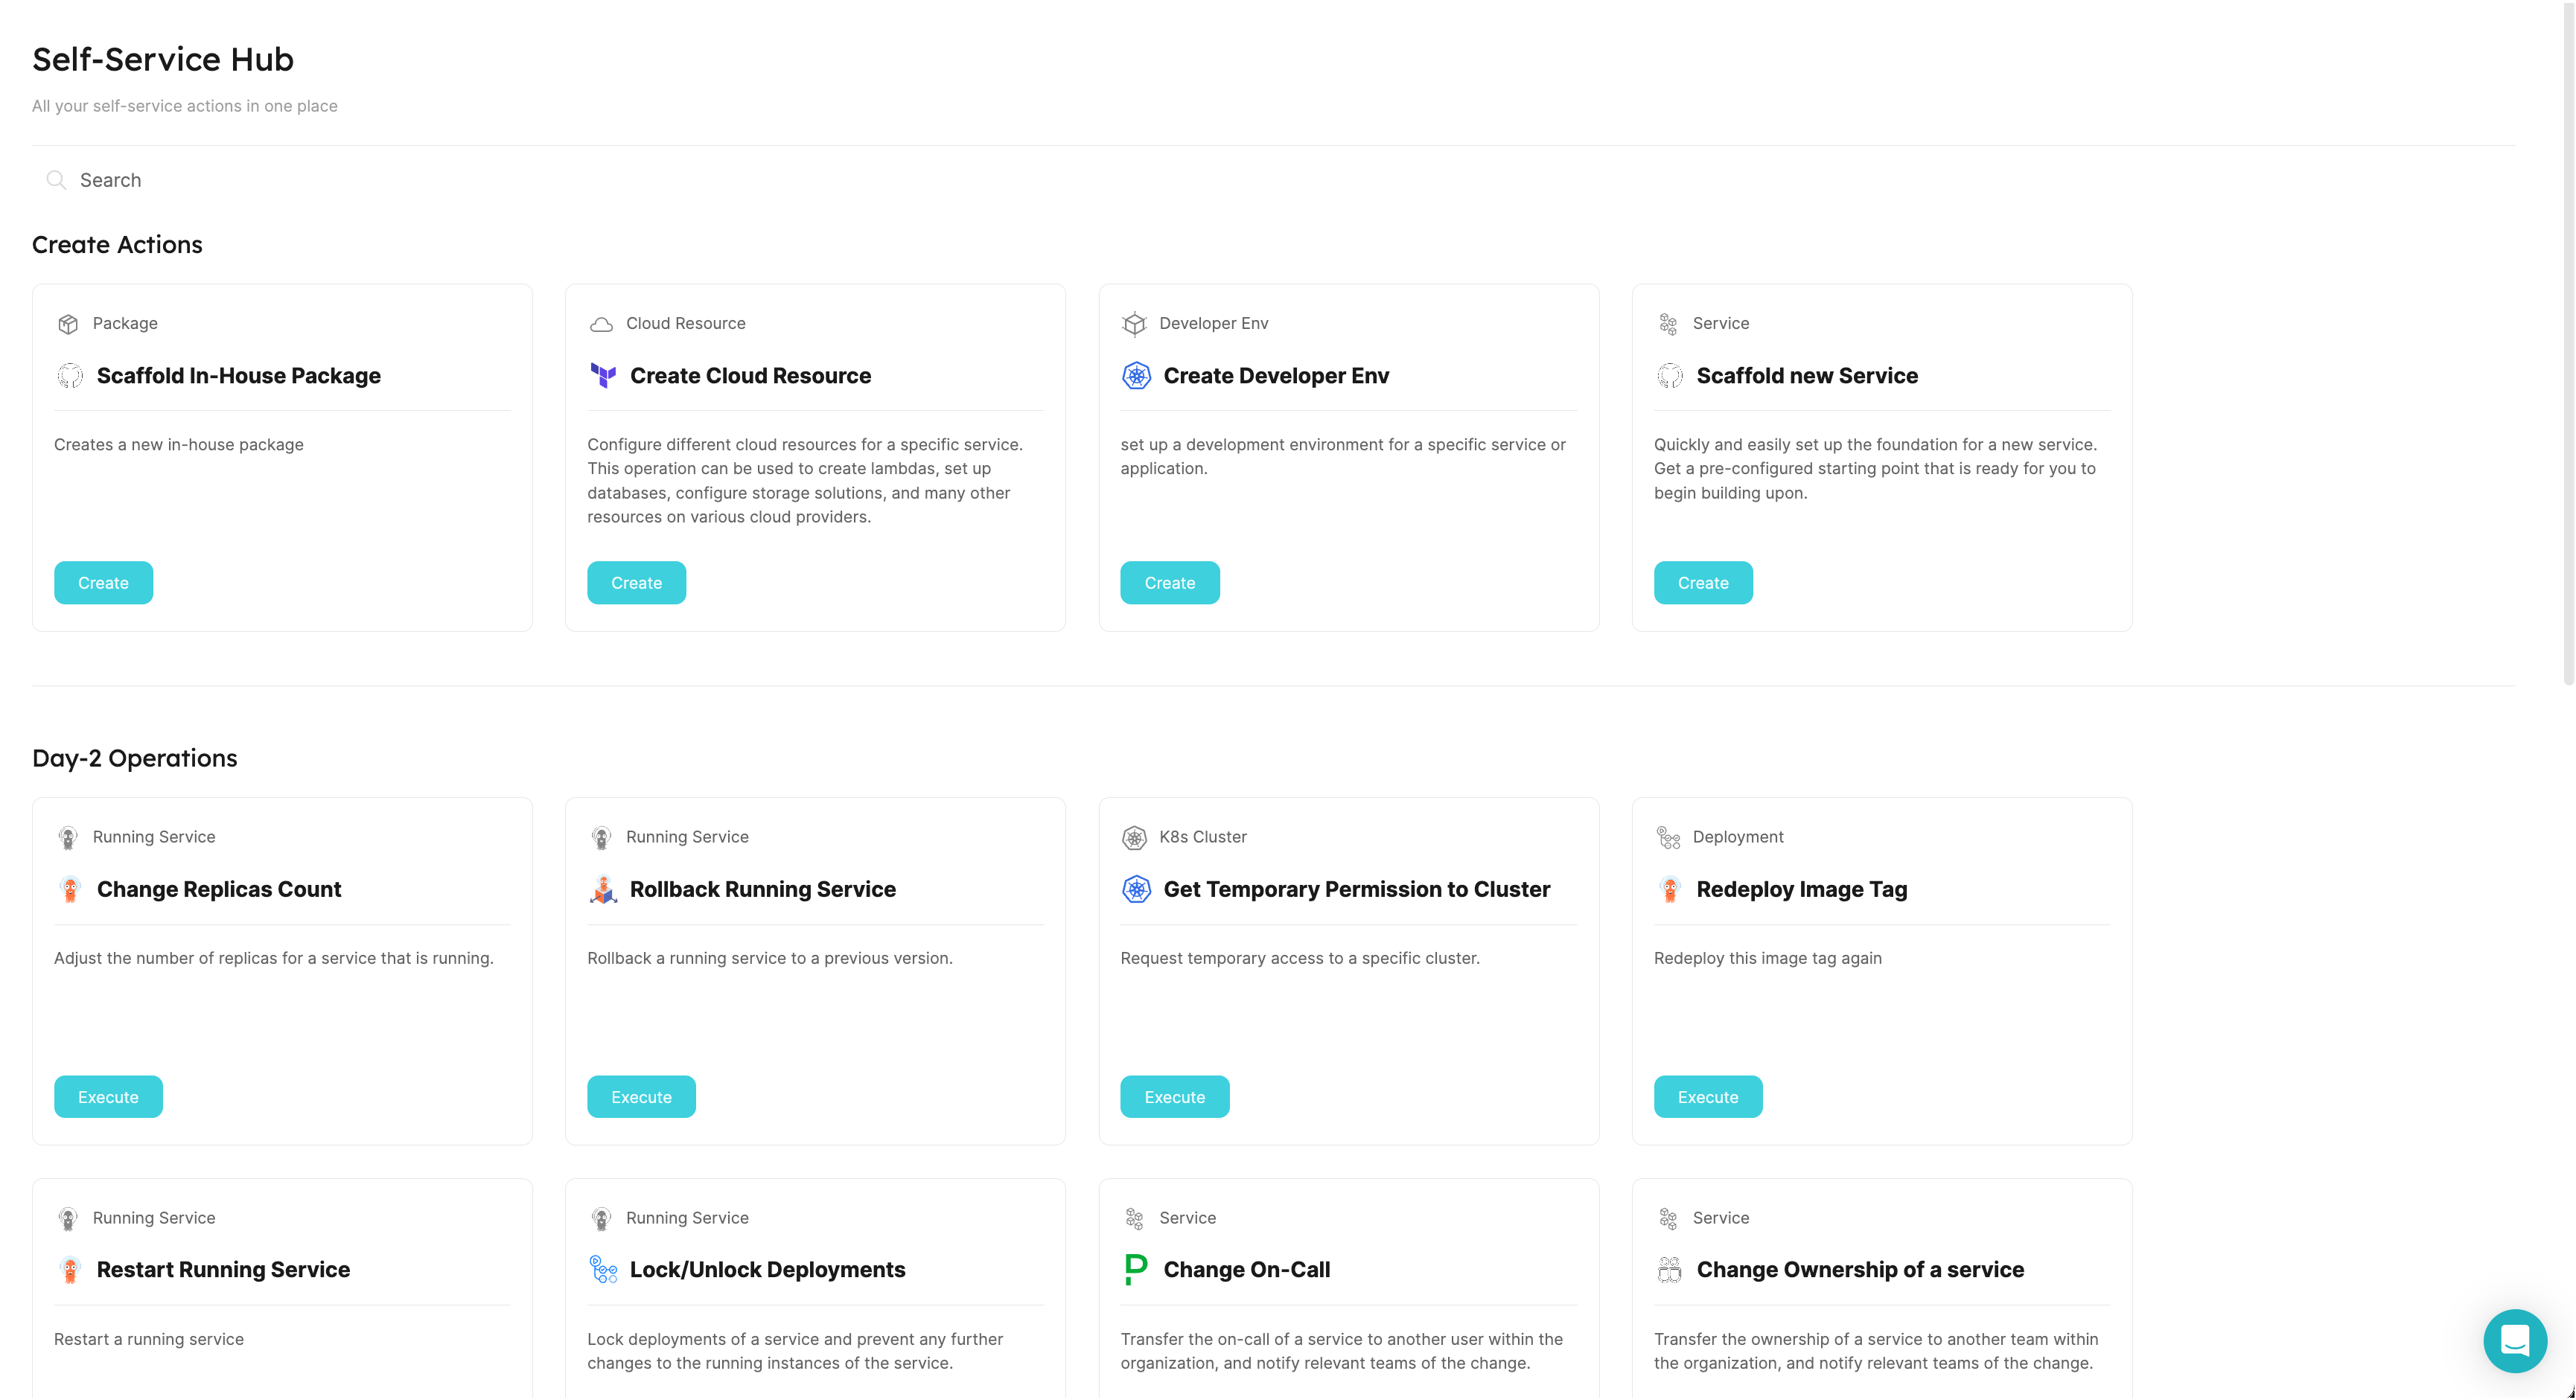 Self-Service Hub
All your self-service actions in one place
Search
Create Actions
Package
Scaffold In-House Package
Creates a new in-house package
Create
Cloud Resource
Create Cloud Resource
Configure different cloud resources for a specific service.
This operation can be used to create lambdas, set up
databases, configure storage solutions, and many other
resources on various cloud providers.
Create
Developer Env
Create Developer Env
set up a development environment for a specific service or
application.
Create
Service
Scaffold new Service
Quickly and easily set up the foundation for a new service.
Get a pre-configured starting point that is ready for you to
begin building upon.
Create
Day-2 Operations
Running Service
Change Replicas Count
Adjust the number of replicas for a service that is running.
Execute
Running Service
Rollback Running Service
Rollback a running service to a previous version.
Execute
K8s Cluster
Get Temporary Permission to Cluster
Request temporary access to a specific cluster.
Execute
Deployment
Redeploy Image Tag
Redeploy this image tag again
Execute
Running Service
Restart Running Service
Restart a running service
Running Service
Lock/Unlock Deployments
Lock deployments of a service and prevent any further
changes to the running instances of the service.
Service
Change On-Call
Transfer the on-call of a service to another user within the
organization, and notify relevant teams of the change.
Service
Change Ownership of a service
Transfer the ownership of a service to another team within
the organization, and notify relevant teams of the change.